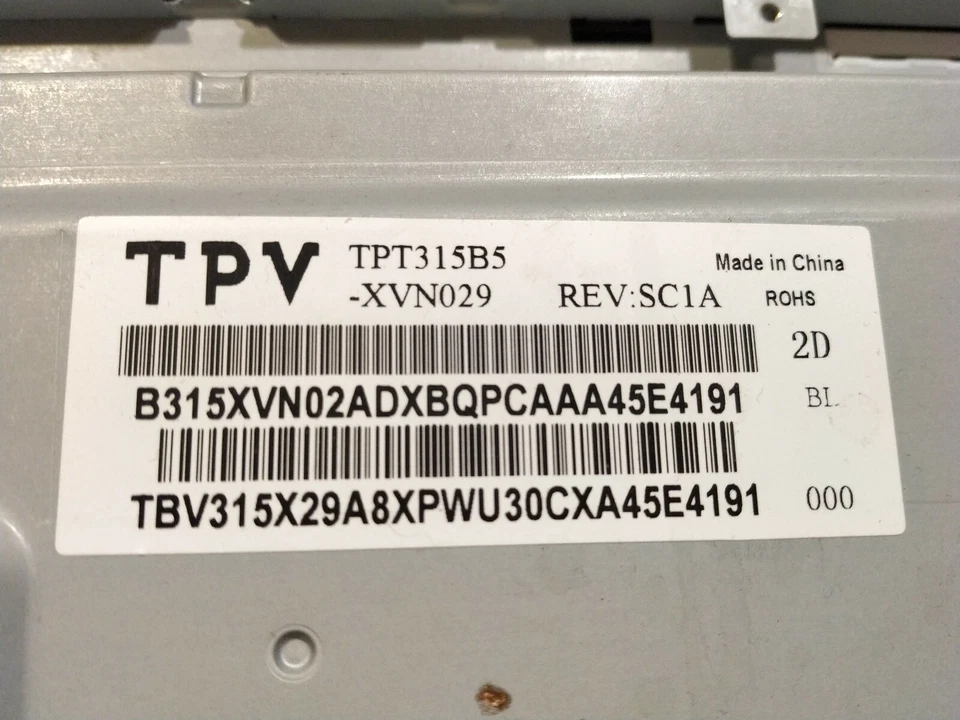 TPV TPT315B5 Made in China
-XVN029 REV:SC1A ROHS
2D
B315XVN02ADXBQPCAAA45E4191 BL
TBV315X29A8XPWU30CXA45E4191 000